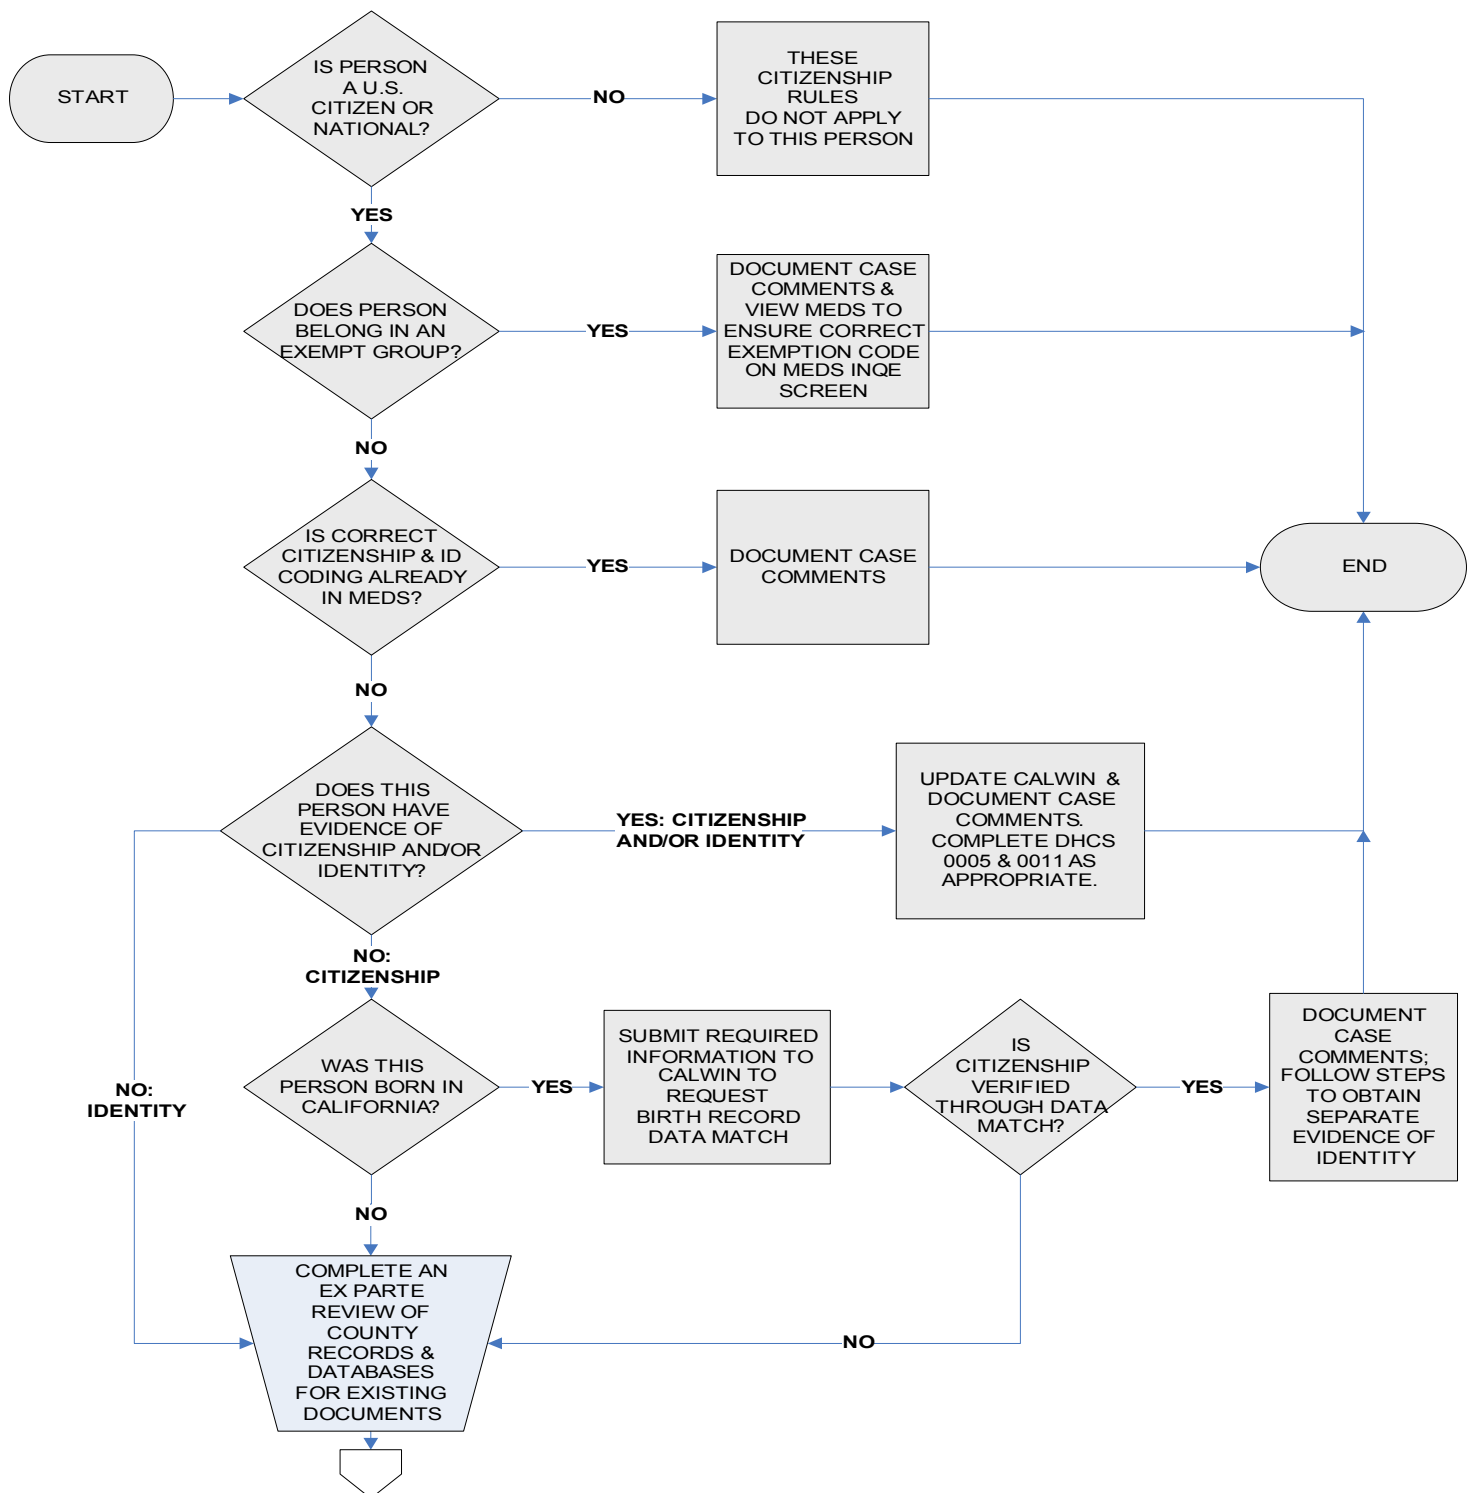 START
IS PERSON
A U.S.
CITIZEN OR
NATIONAL?
NO
THESE
CITIZENSHIP
RULES
DO NOT APPLY
TO THIS PERSON
YES
DOES PERSON
BELONG IN AN
EXEMPT GROUP?
YES
DOCUMENT CASE
COMMENTS &
VIEW MEDS TO
ENSURE CORRECT
EXEMPTION CODE
ON MEDS INQE
SCREEN
NO
IS CORRECT
CITIZENSHIP & ID
CODING ALREADY
IN MEDS?
YES
DOCUMENT CASE
COMMENTS
END
NO
DOES THIS
PERSON HAVE
EVIDENCE OF
CITIZENSHIP AND/OR
IDENTITY?
YES: CITIZENSHIP
AND/OR IDENTITY
UPDATE CALWIN &
DOCUMENT CASE
COMMENTS.
COMPLETE DHCS
0005 & 0011 AS
APPROPRIATE.
NO:
CITIZENSHIP
NO:
IDENTITY
WAS THIS
PERSON BORN IN
CALIFORNIA?
YES
SUBMIT REQUIRED
INFORMATION TO
CALWIN TO
REQUEST
BIRTH RECORD
DATA MATCH
IS
CITIZENSHIP
VERIFIED
THROUGH DATA
MATCH?
YES
DOCUMENT
CASE
COMMENTS;
FOLLOW STEPS
TO OBTAIN
SEPARATE
EVIDENCE OF
IDENTITY
NO
COMPLETE AN
EX PARTE
REVIEW OF
COUNTY
RECORDS &
DATABASES
FOR EXISTING
DOCUMENTS
NO